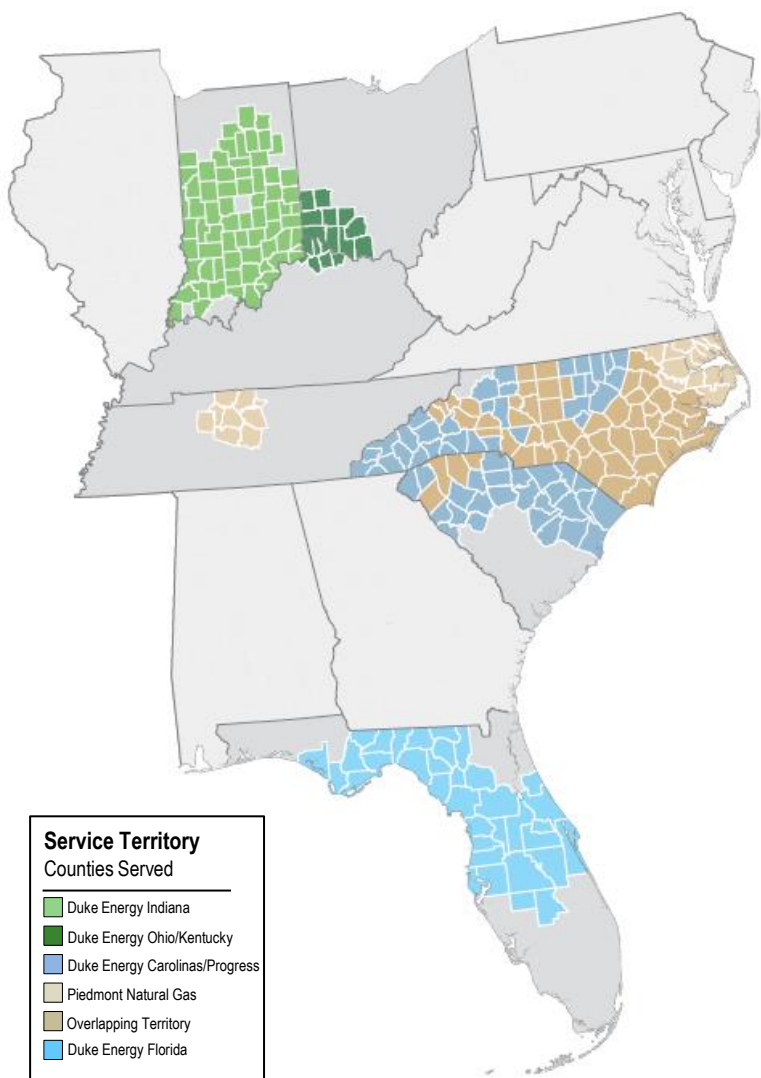 Service Territory
Counties Served
Duke Energy Indiana
Duke Energy Ohio/Kentucky
Duke Energy Carolinas/Progress
Piedmont Natural Gas
Overlapping Territory
Duke Energy Florida